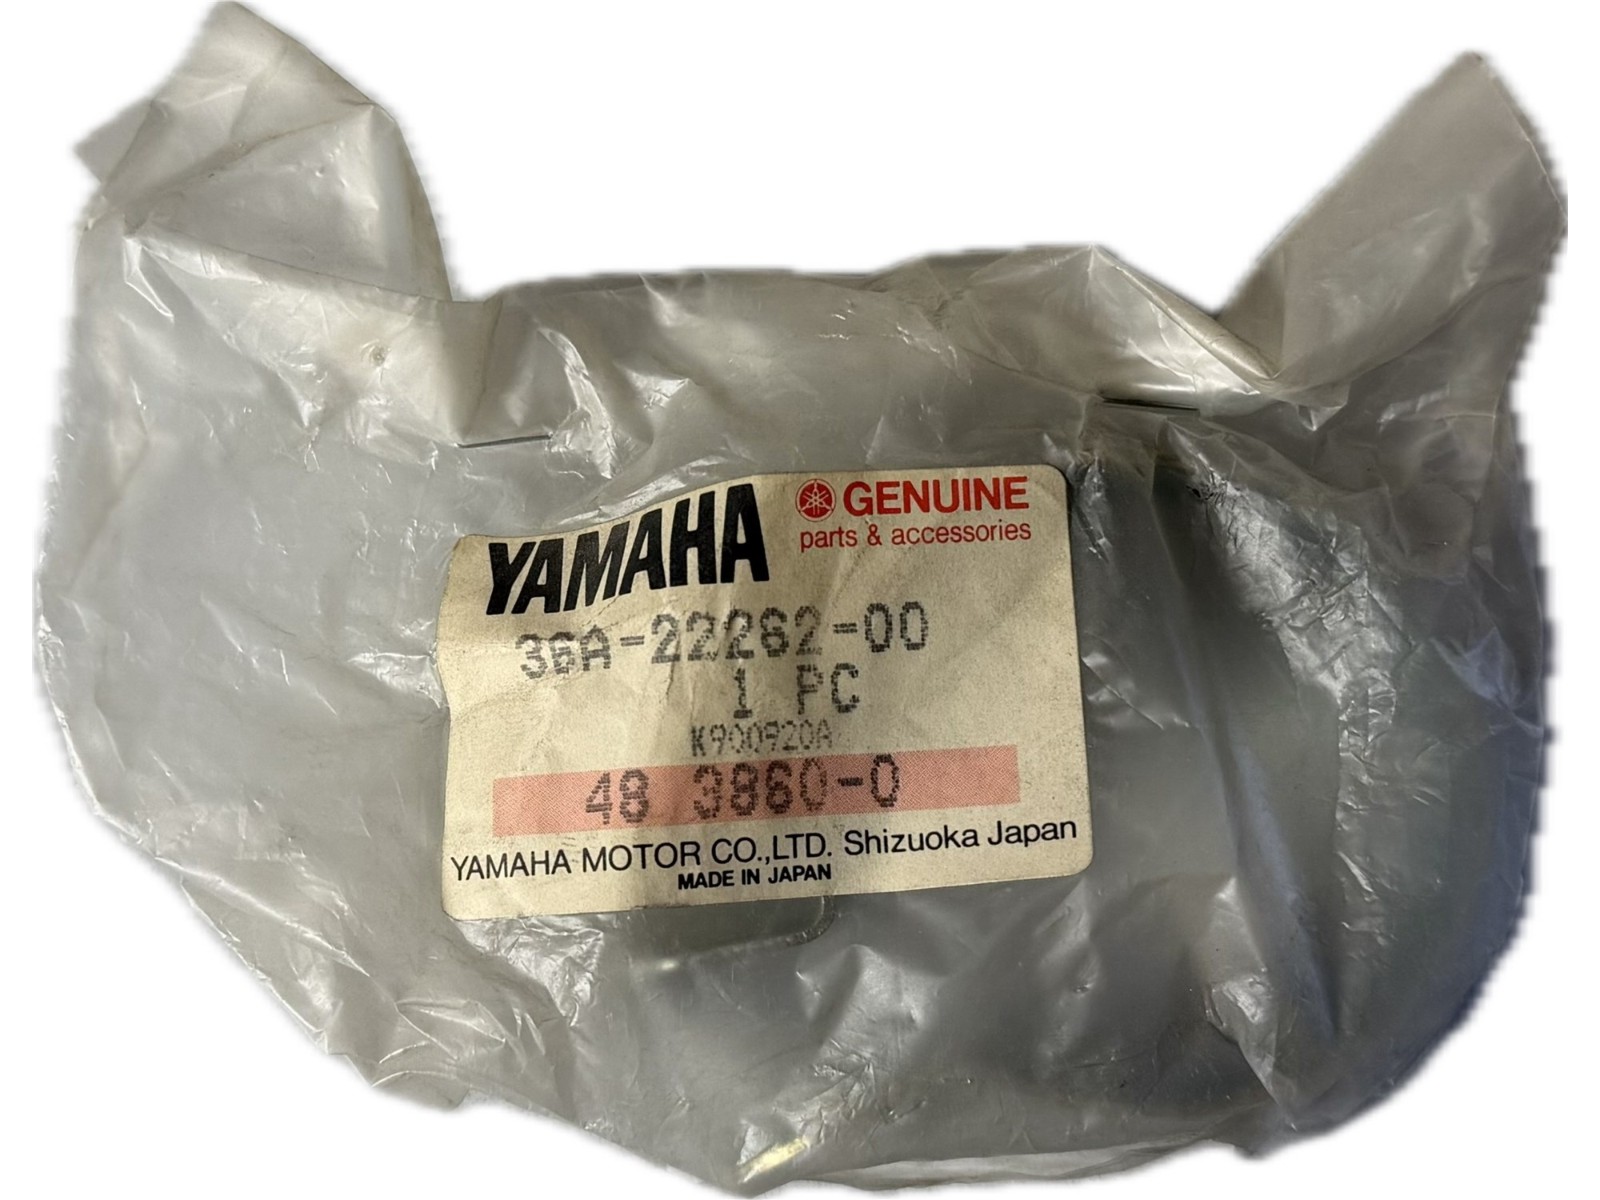 YAMAHA GENUINE
parts & accessories
36A-22262-00
1 PC
K900920A
48 3860-0
YAMAHA MOTOR CO.,LTD. Shizuoka Japan
MADE IN JAPAN